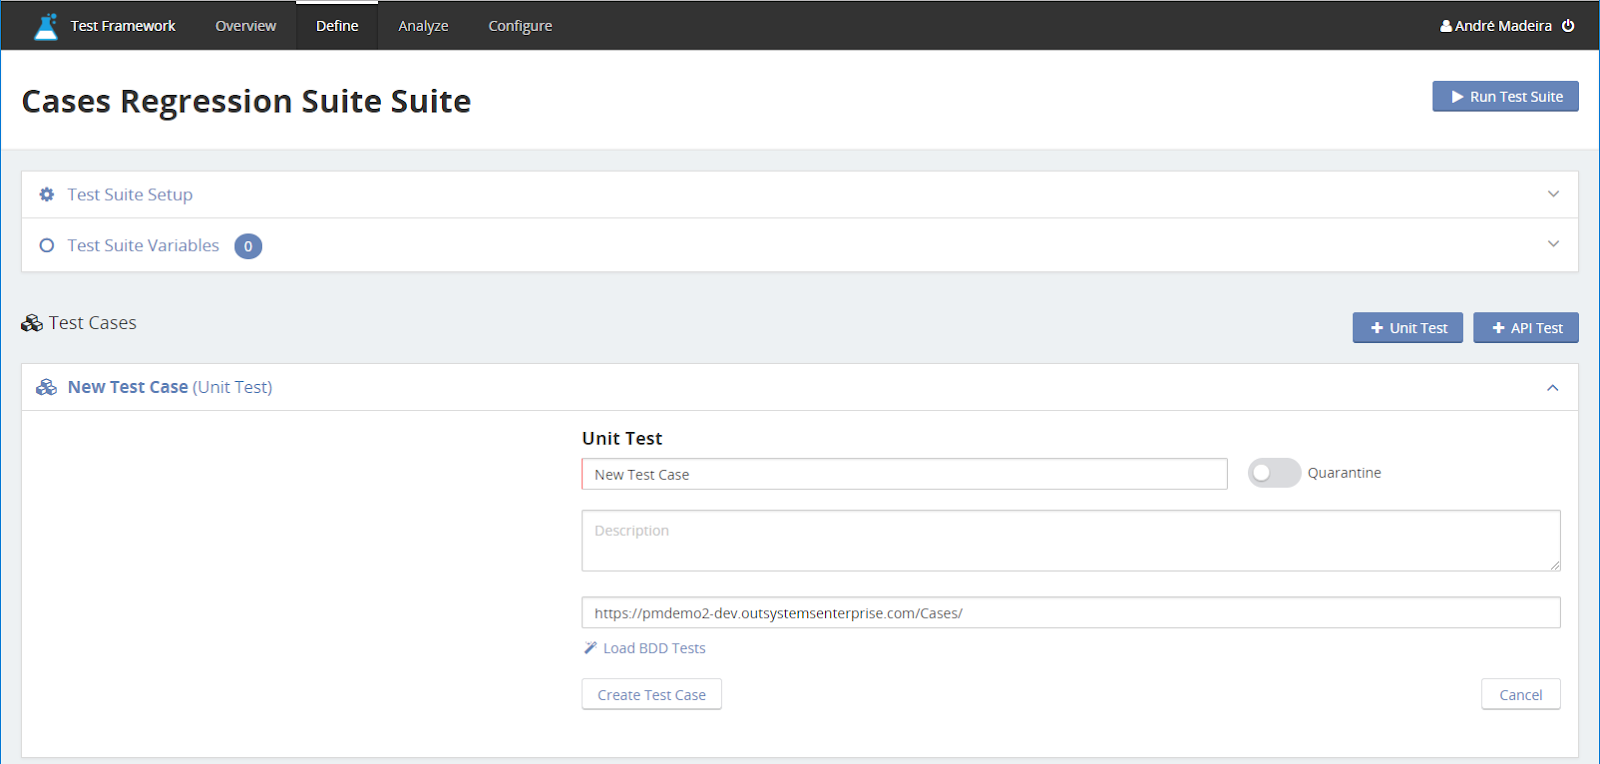 Test Framework Overview Define Analyze Configure André Madeira
Cases Regression Suite Suite Run Test Suite
Test Suite Setup
Test Suite Variables 0
Test Cases Unit Test API Test
New Test Case (Unit Test)
Unit Test
New Test Case Quarantine
Description
https://pmdemo2-dev.outsystemsenterprise.com/Cases/
Load BDD Tests
Create Test Case Cancel